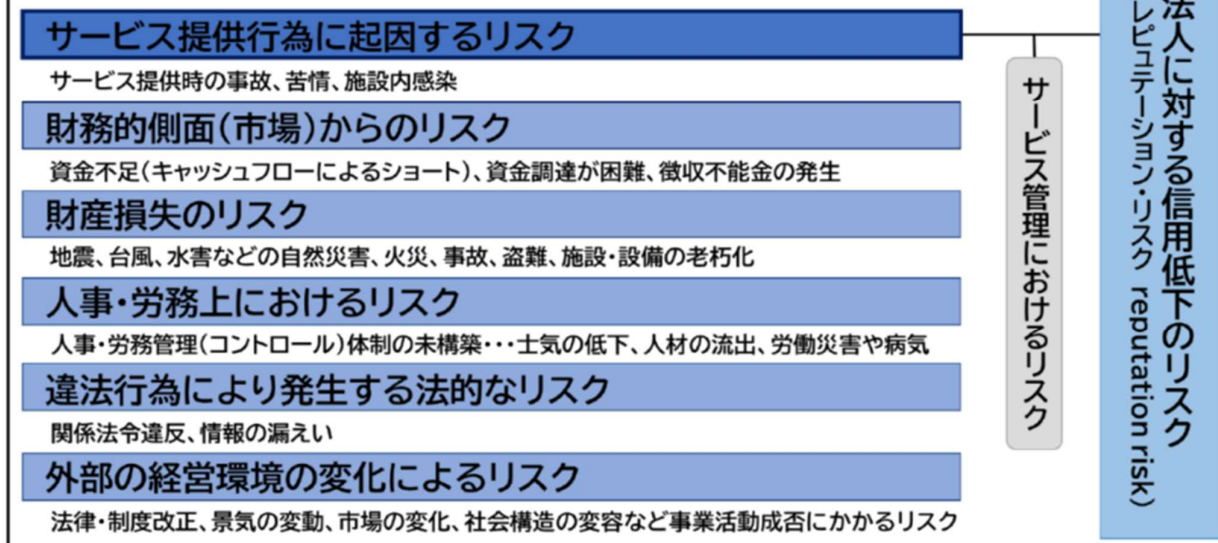 サービス提供行為に起因するリスク
サービス提供時の事故、苦情、施設内感染
財務的側面(市場)からのリスク
資金不足(キャッシュフローによるショート)、資金調達が困難、徴収不能金の発生
財産損失のリスク
地震、台風、水害などの自然災害、火災、事故、盗難、施設・設備の老朽化
人事・労務上におけるリスク
人事・労務管理(コントロール)体制の未構築・・・士気の低下、人材の流出、労働災害や病気
違法行為により発生する法的なリスク
関係法令違反、情報の漏えい
外部の経営環境の変化によるリスク
法律・制度改正、景気の変動、市場の変化、社会構造の変容など事業活動成否にかかるリスク
サービス管理におけるリスク
法人に対する信用低下のリスク
レピュテーション・リスク reputation risk)